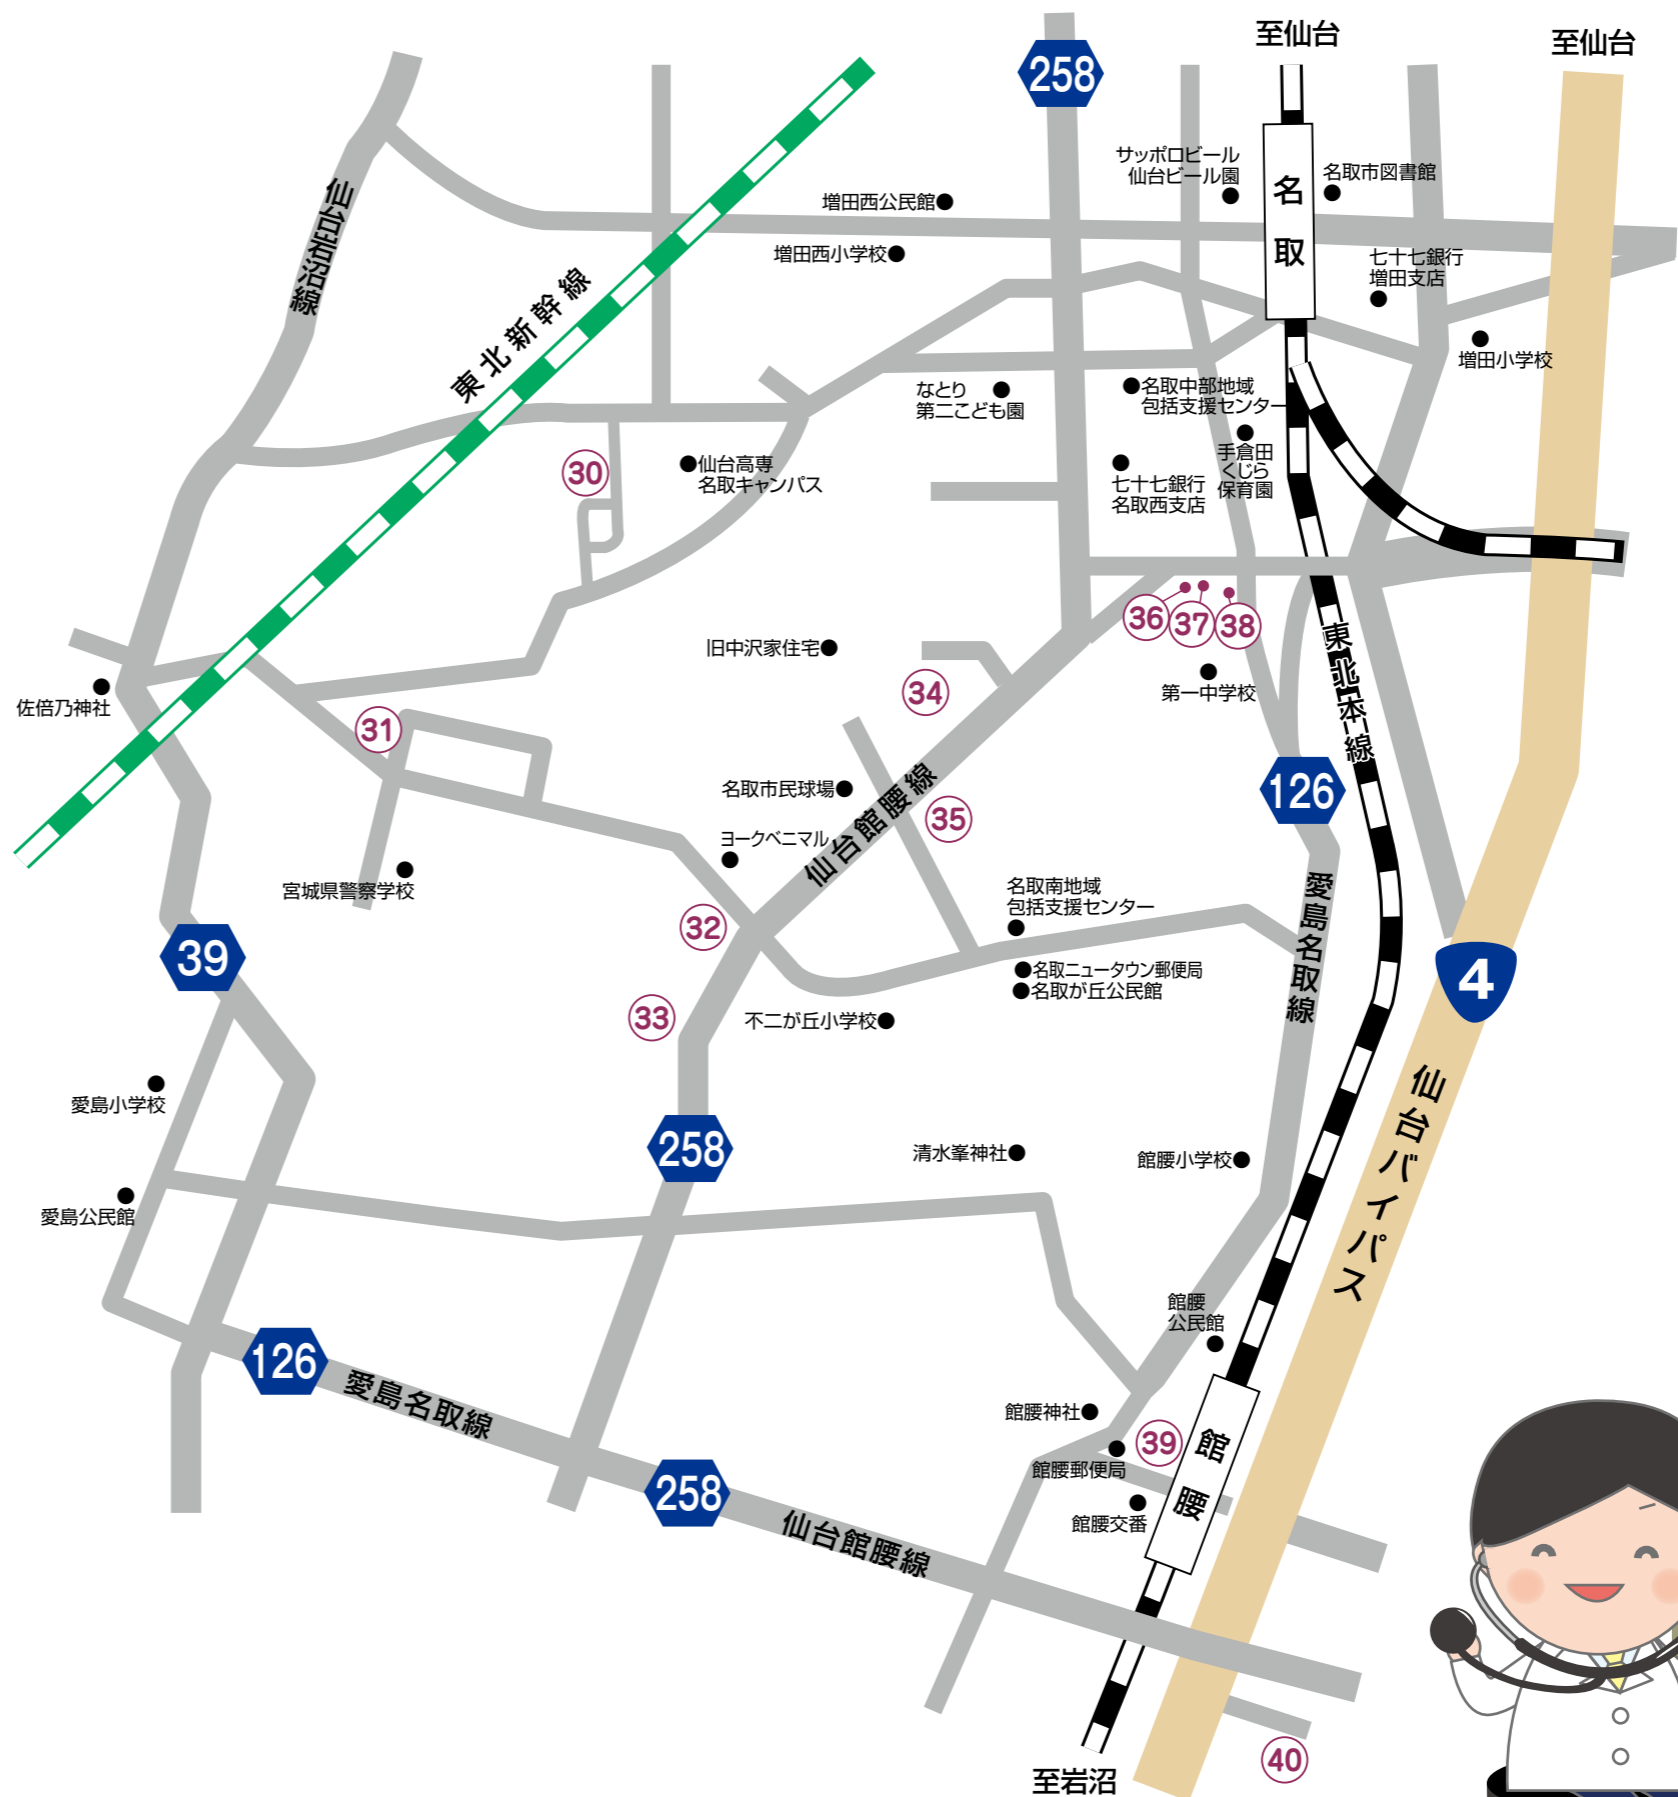 至仙台
至仙台
258
サッポロビール
仙台ビール園
名取
名取市図書館
仙台岩沼線
増田西公民館
増田西小学校
七十七銀行
増田支店
東北新幹線
増田小学校
なとり
第二こども園
名取中部地域
包括支援センター
30
仙台高専
名取キャンパス
七十七銀行
名取西支店
手倉田
くじら
保育園
36
37
38
旧中沢家住宅
34
第一中学校
東北本線
佐倍乃神社
31
名取市民球場
仙台館腰線
35
126
ヨークベニマル
宮城県警察学校
32
名取南地域
包括支援センター
愛島名取線
39
名取ニュータウン郵便局
名取が丘公民館
4
33
不二が丘小学校
愛島小学校
仙台バイパス
258
清水峯神社
館腰小学校
愛島公民館
館腰
公民館
126
愛島名取線
館腰神社
39
館腰
館腰郵便局
258
館腰交番
仙台館腰線
40
至岩沼